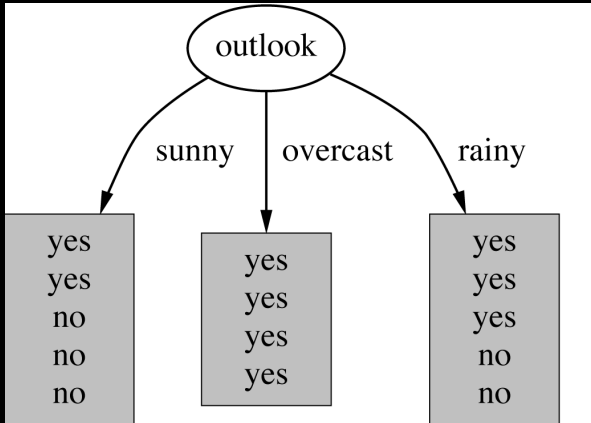 outlook
sunny overcast rainy
yes
yes
no
no
no
yes
yes
yes
yes
yes
yes
yes
no
no